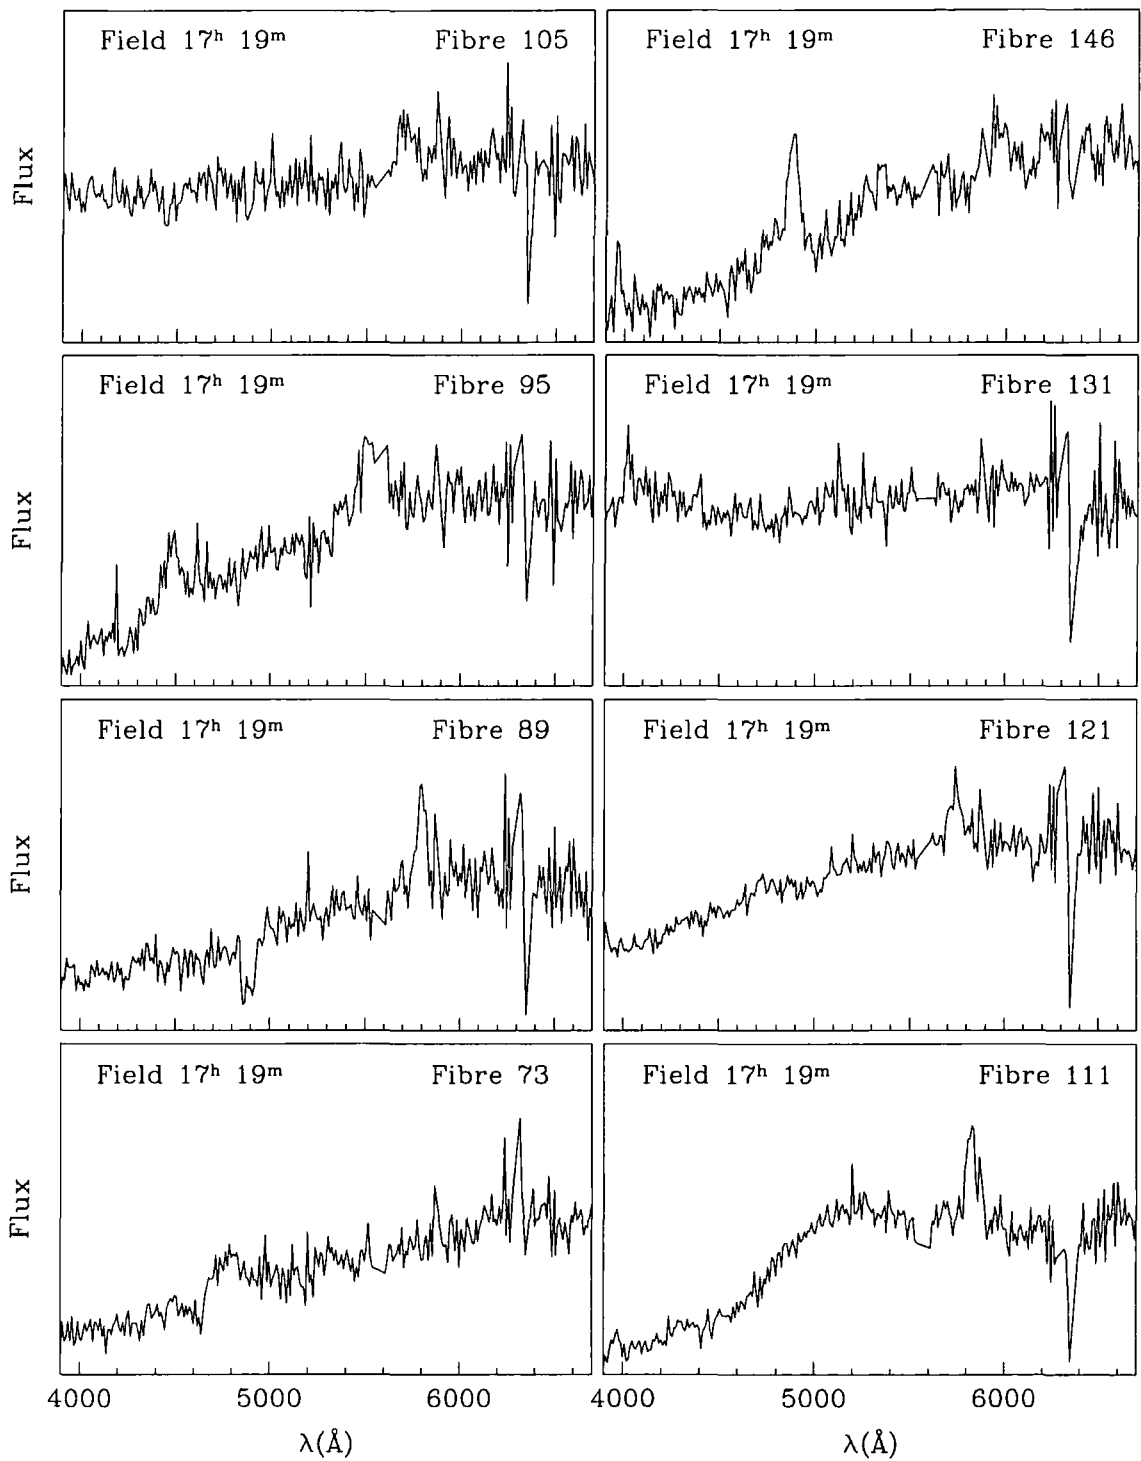 Field 17ʰ 19ᵐ Fibre 105
Field 17ʰ 19ᵐ Fibre 146
Flux
Field 17ʰ 19ᵐ Fibre 95
Field 17ʰ 19ᵐ Fibre 131
Flux
Field 17ʰ 19ᵐ Fibre 89
Field 17ʰ 19ᵐ Fibre 121
Flux
Field 17ʰ 19ᵐ Fibre 73
Field 17ʰ 19ᵐ Fibre 111
Flux
4000 5000 6000
4000 5000 6000
λ(Å)
λ(Å)